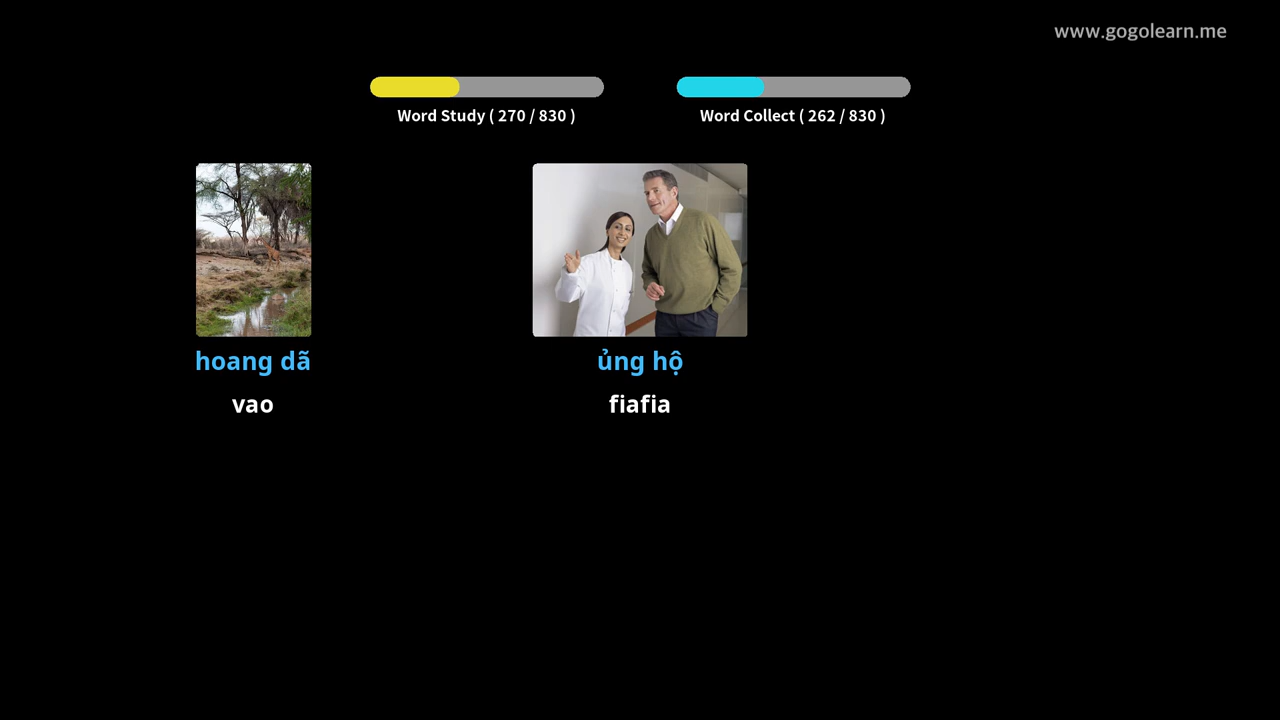 www.gogolearn.me
Word Study ( 270 / 830 )
Word Collect ( 262 / 830 )
hoang dã
vao
ủng hộ
fiafia